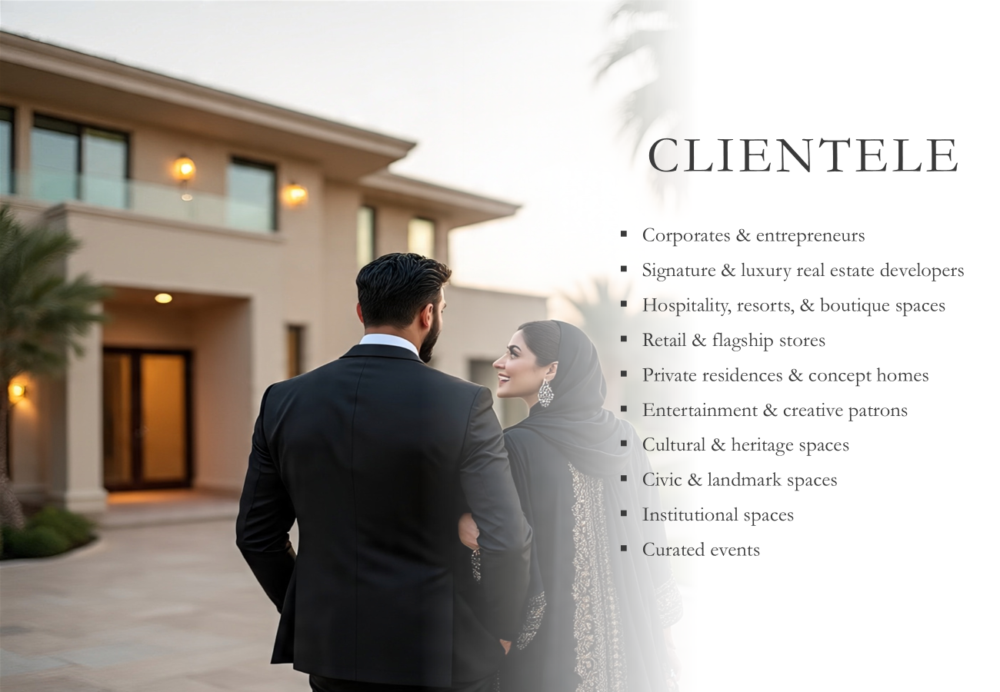 CLIENTELE
▪ Corporates & entrepreneurs
▪ Signature & luxury real estate developers
▪ Hospitality, resorts, & boutique spaces
▪ Retail & flagship stores
▪ Private residences & concept homes
▪ Entertainment & creative patrons
▪ Cultural & heritage spaces
▪ Civic & landmark spaces
▪ Institutional spaces
▪ Curated events